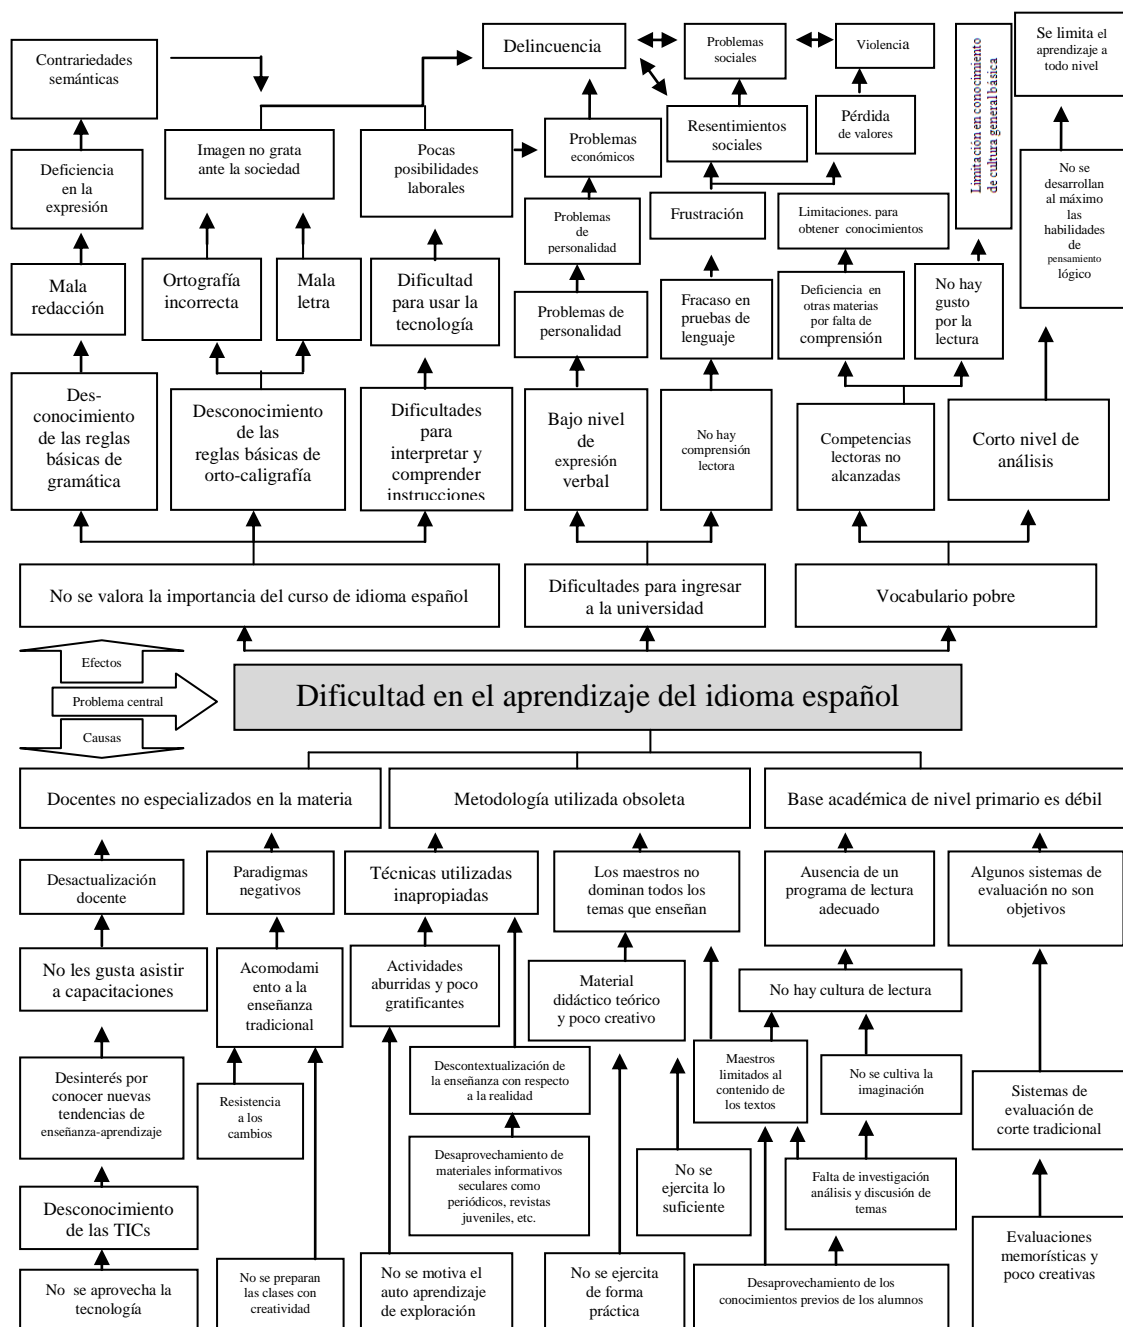 Contrariedades
semánticas
Delincuencia
Problemas
sociales
Violencia
Limitación en conocimiento
de cultura general básica
Se limita el
aprendizaje a
todo nivel
Deficiencia
en la
expresión
Imagen no grata
ante la sociedad
Pocas
posibilidades
laborales
Problemas
económicos
Resentimientos
sociales
Pérdida
de valores
No se
desarrollan
al máximo
las
habilidades
de
pensamiento
lógico
Problemas
de
personalidad
Frustración
Limitaciones. para
obtener conocimientos
Mala
redacción
Ortografía
incorrecta
Mala
letra
Dificultad
para usar la
tecnología
Problemas de
personalidad
Fracaso en
pruebas de
lenguaje
Deficiencia en
otras materias
por falta de
comprensión
No hay
gusto
por la
lectura
Des-
conocimiento
de las reglas
básicas de
gramática
Desconocimiento
de las
reglas básicas de
orto-caligrafía
Dificultades
para
interpretar y
comprender
instrucciones
Bajo nivel
de
expresión
verbal
No hay
comprensión
lectora
Competencias
lectoras no
alcanzadas
Corto nivel de
análisis
No se valora la importancia del curso de idioma español
Dificultades para ingresar
a la universidad
Vocabulario pobre
Efectos
Problema central
Causas
Dificultad en el aprendizaje del idioma español
Docentes no especializados en la materia
Metodología utilizada obsoleta
Base académica de nivel primario es débil
Desactualización
docente
Paradigmas
negativos
Técnicas utilizadas
inapropiadas
Los maestros no
dominan todos los
temas que enseñan
Ausencia de un
programa de lectura
adecuado
Algunos sistemas de
evaluación no son
objetivos
No les gusta asistir
a capacitaciones
Acomodami
ento a la
enseñanza
tradicional
Actividades
aburridas y poco
gratificantes
Material
didáctico teórico
y poco creativo
No hay cultura de lectura
Desinterés por
conocer nuevas
tendencias de
enseñanza-aprendizaje
Resistencia
a los
cambios
Descontextualización de
la enseñanza con respecto
a la realidad
Maestros
limitados al
contenido de
los textos
No se cultiva la
imaginación
Sistemas de
evaluación de
corte tradicional
Desaprovechamiento de
materiales informativos
seculares como
periódicos, revistas
juveniles, etc.
No se
ejercita lo
suficiente
Falta de investigación
análisis y discusión de
temas
Desconocimiento
de las TICs
Evaluaciones
memorísticas y
poco creativas
No se aprovecha la
tecnología
No se preparan
las clases con
creatividad
No se motiva el
auto aprendizaje
de exploración
No se ejercita
de forma
práctica
Desaprovechamiento de los
conocimientos previos de los alumnos